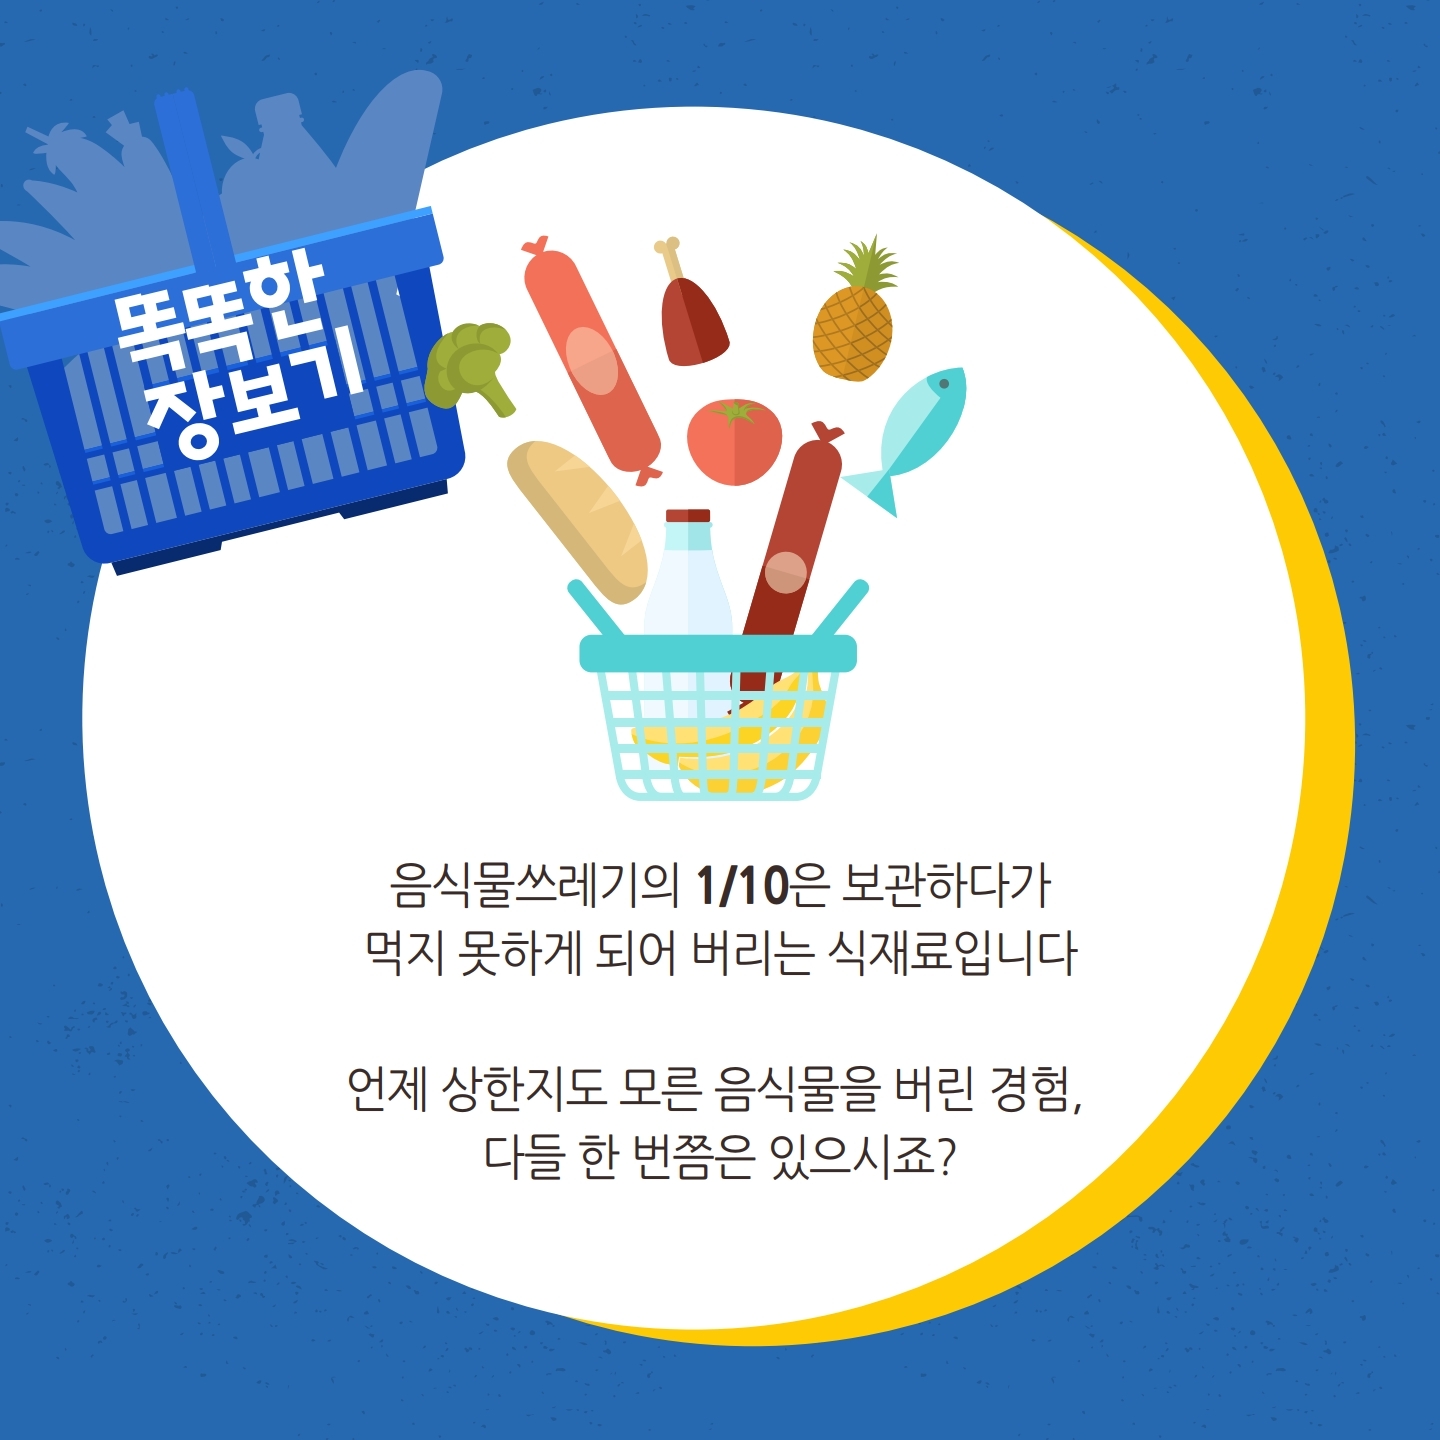 똑똑한
장보기
음식물쓰레기의 1/10은 보관하다가
먹지 못하게 되어 버리는 식재료입니다
언제 상한지도 모른 음식물을 버린 경험,
다들 한 번쯤은 있으시죠?